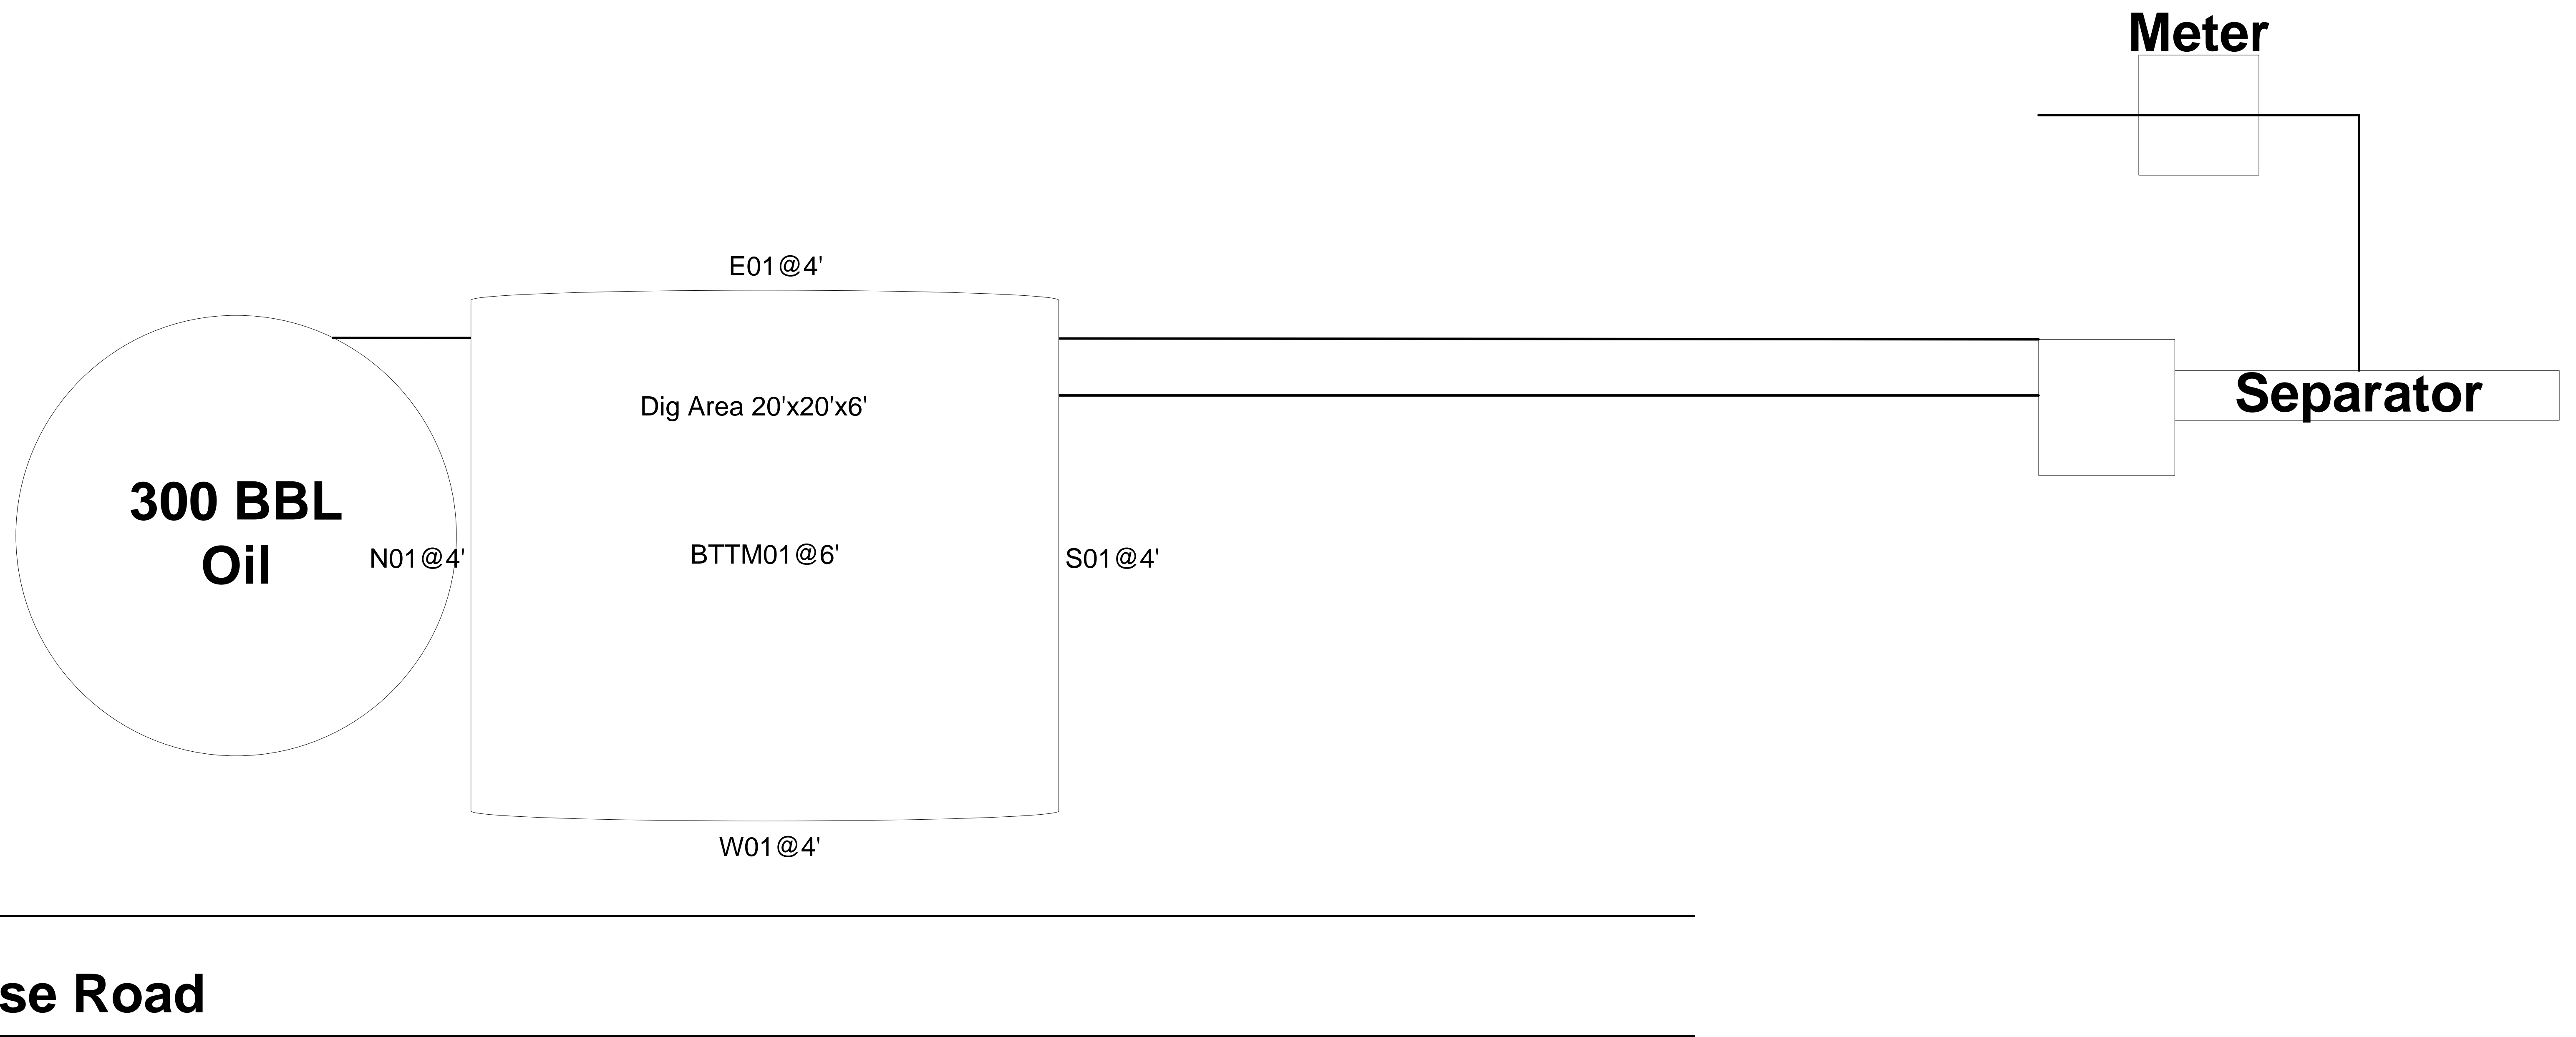 Meter
E01@4'
Separator
Dig Area 20'x20'x6'
300 BBL
Oil
N01@4'
BTTM01@6'
S01@4'
W01@4'
se Road